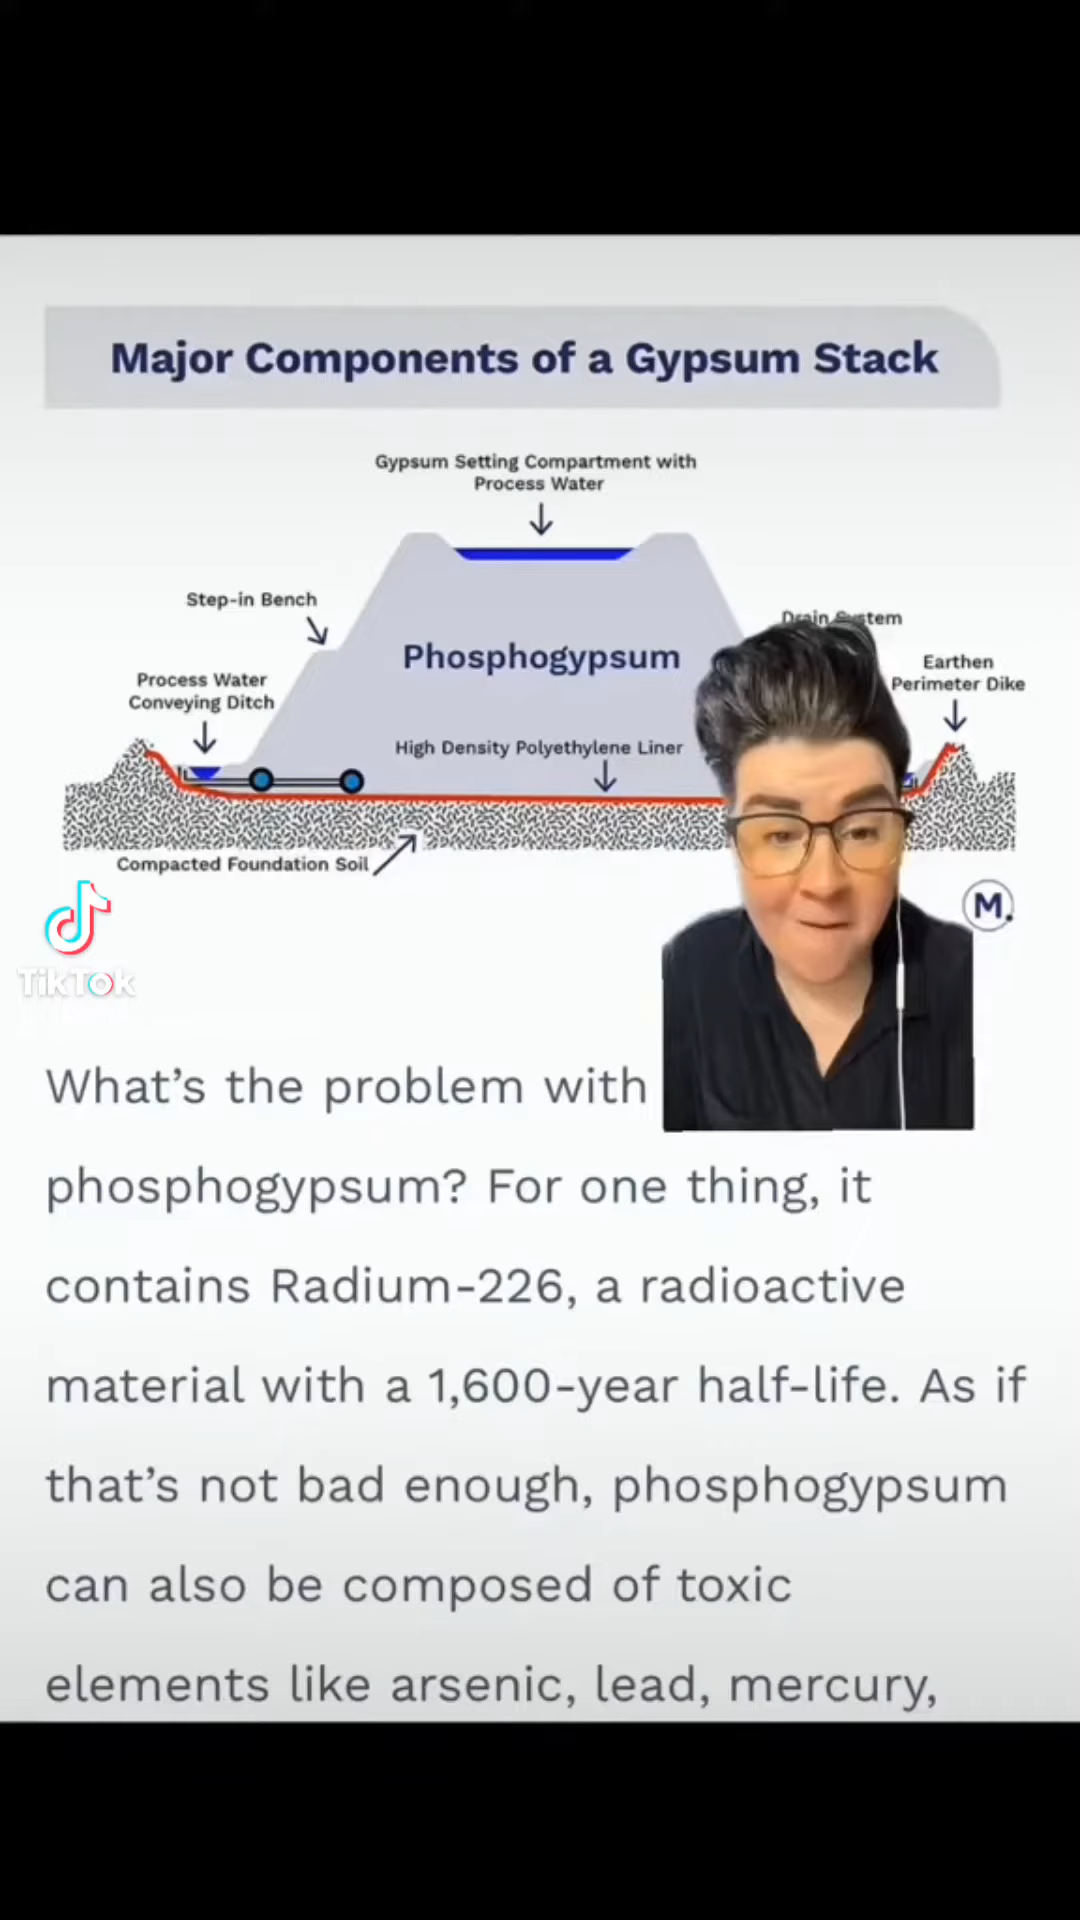 Major Components of a Gypsum Stack
Gypsum Setting Compartment with
Process Water
Step-in Bench
Drain System
Phosphogypsum
Earthen
Perimeter Dike
Process Water
Conveying Ditch
High Density Polyethylene Liner
Compacted Foundation Soil
M.
TikTok
What's the problem with
phosphogypsum? For one thing, it
contains Radium-226, a radioactive
material with a 1,600-year half-life. As if
that's not bad enough, phosphogypsum
can also be composed of toxic
elements like arsenic, lead, mercury,